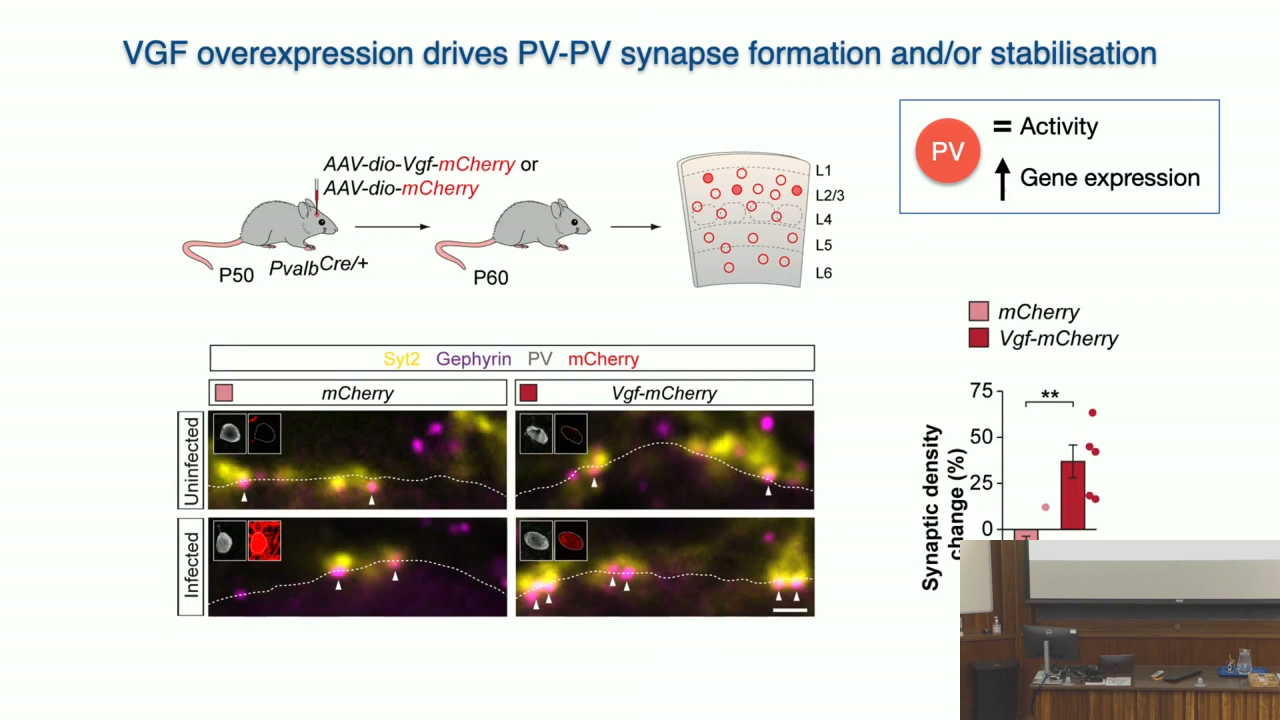 VGF overexpression drives PV-PV synapse formation and/or stabilisation
AAV-dio-Vgf-mCherry or
AAV-dio-mCherry
P50
PvalbCre/+
P60
L1
L2/3
L4
L5
L6
PV
= Activity
Gene expression
Syt2 Gephyrin PV mCherry
mCherry
Vgf-mCherry
Uninfected
Infected
mCherry
Vgf-mCherry
Synaptic density
change (%)
75
50
25
0
**